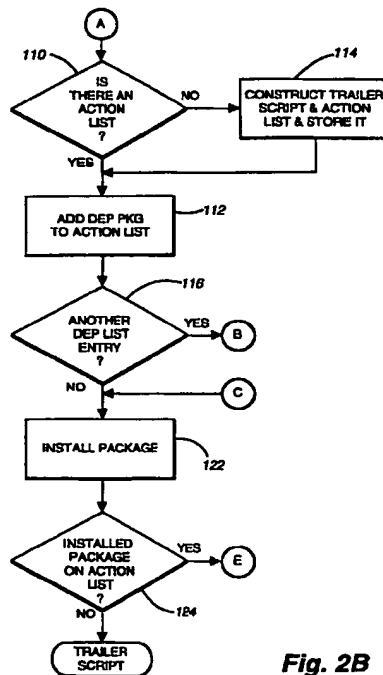 A
110
IS
THERE AN
ACTION
LIST
?
NO
114
CONSTRUCT TRAILER
SCRIPT & ACTION
LIST & STORE IT
YES
112
ADD DEP PKG
TO ACTION LIST
116
ANOTHER
DEP LIST
ENTRY
?
YES
B
NO
C
INSTALL PACKAGE
122
INSTALLED
PACKAGE
ON ACTION
LIST
?
YES
E
124
NO
TRAILER
SCRIPT
Fig. 2B